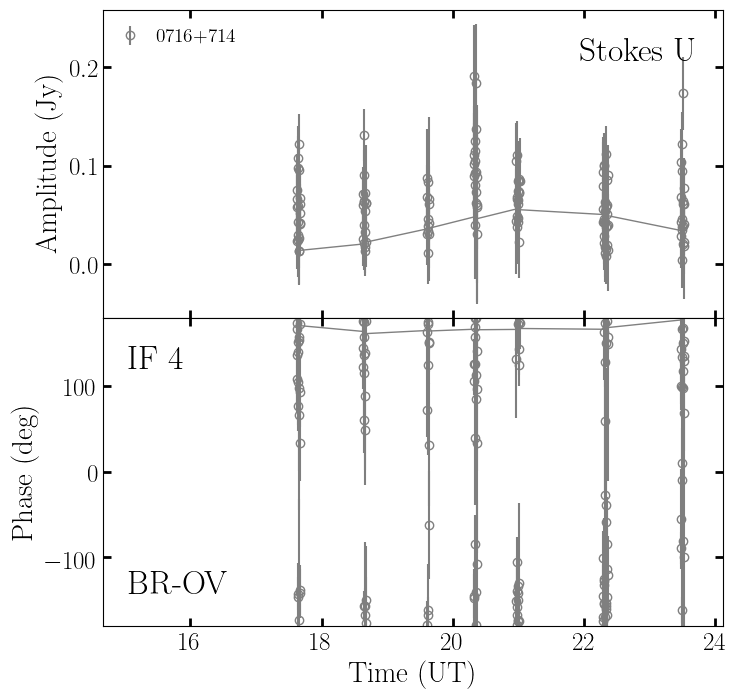 0716+714
Stokes U
0.2
0.1
0.0
Amplitude (Jy)
IF 4
100
0
−100
Phase (deg)
BR-OV
16 18 20 22 24
Time (UT)